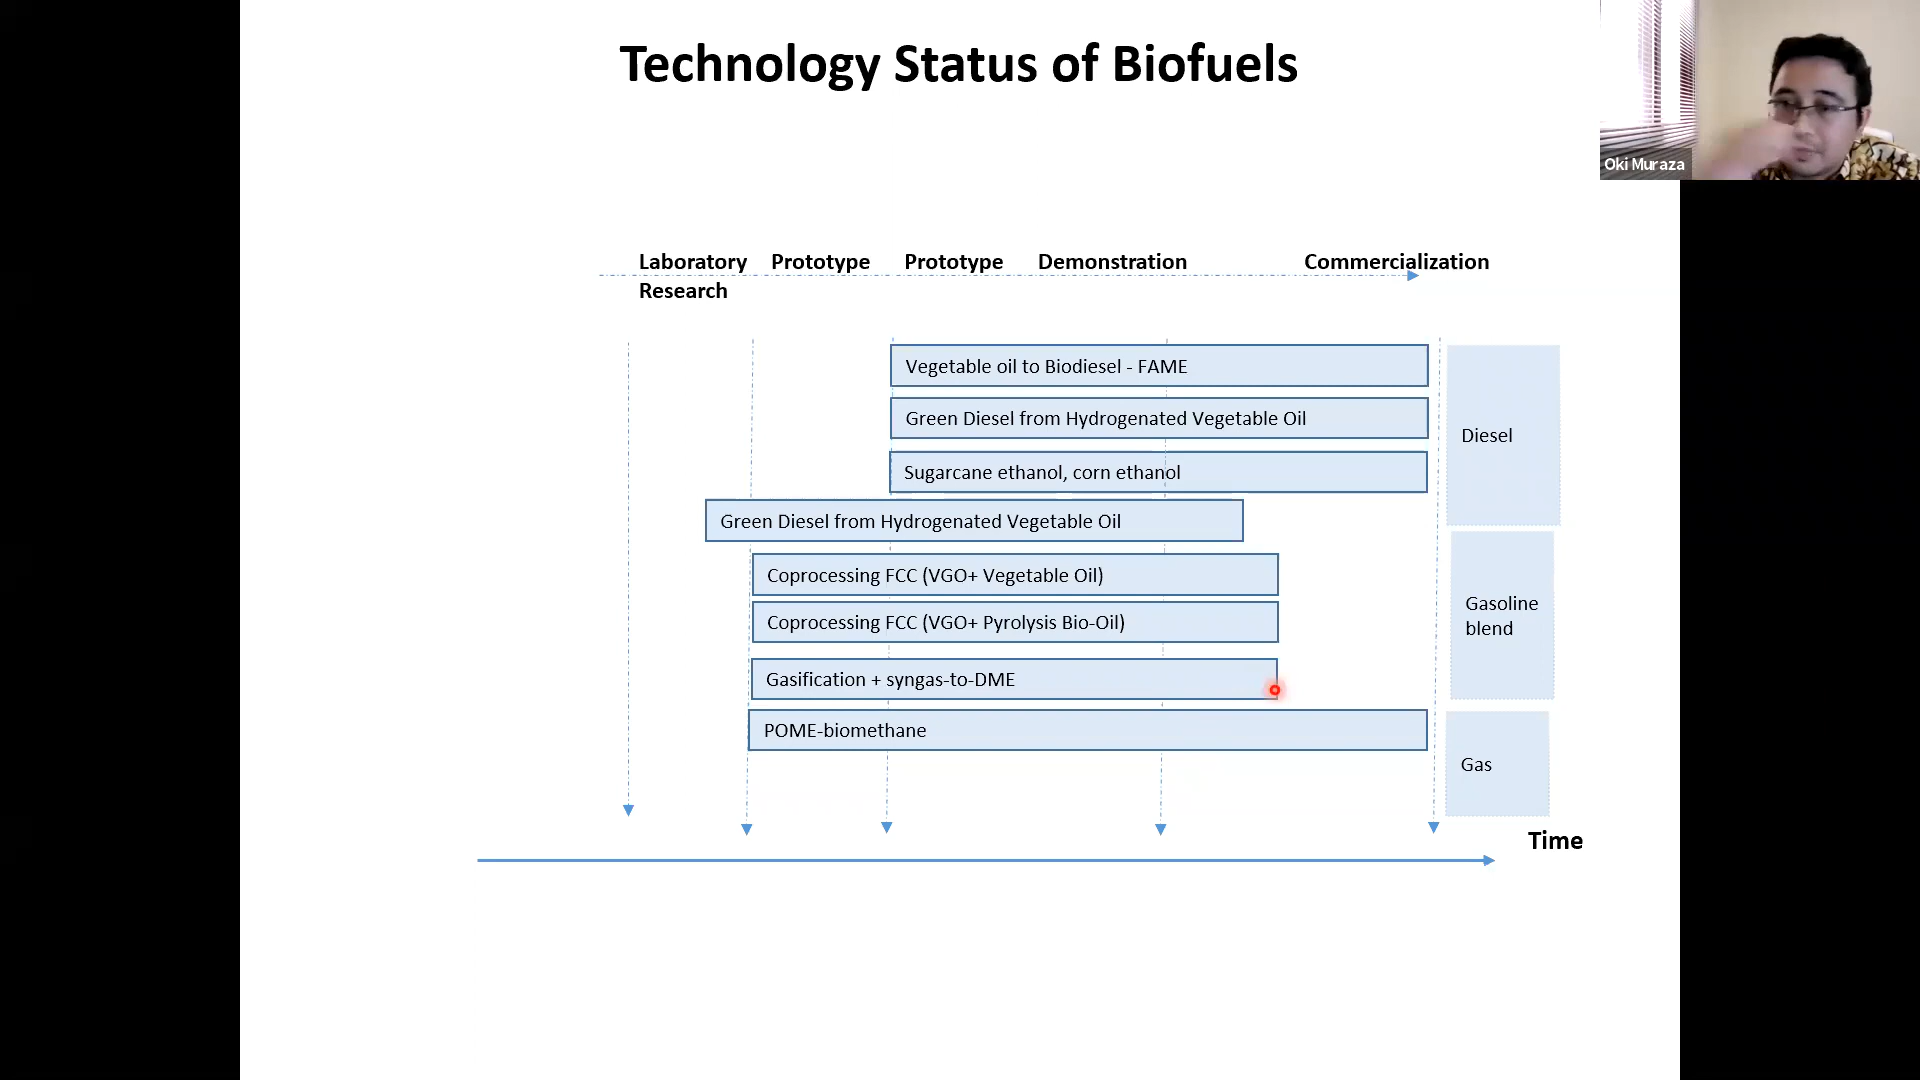 Technology Status of Biofuels
Oki Muraza
Laboratory Prototype Prototype Demonstration Commercialization
Research
Vegetable oil to Biodiesel - FAME
Green Diesel from Hydrogenated Vegetable Oil
Diesel
Sugarcane ethanol, corn ethanol
Green Diesel from Hydrogenated Vegetable Oil
Coprocessing FCC (VGO+ Vegetable Oil)
Gasoline
blend
Coprocessing FCC (VGO+ Pyrolysis Bio-Oil)
Gasification + syngas-to-DME
POME-biomethane
Gas
Time